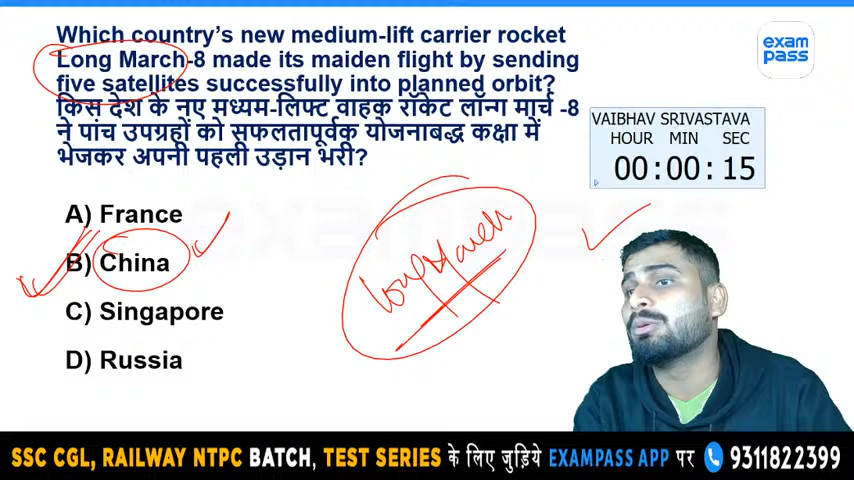 Which country's new medium-lift carrier rocket
Long March-8 made its maiden flight by sending
five satellites successfully into planned orbit?
किस देश के नए मध्यम-लिफ्ट वाहक रॉकेट लॉन्ग मार्च -8
ने पांच उपग्रहों को सफलतापूर्वक योजनाबद्ध कक्षा में
भेजकर अपनी पहली उड़ान भरी?
exam
pass
VAIBHAV SRIVASTAVA
HOUR MIN SEC
00:00:15
A) France
B) China
C) Singapore
D) Russia
exampass
Long March
SSC CGL, RAILWAY NTPC BATCH, TEST SERIES के लिए जुड़िये EXAMPASS APP पर 9311822399